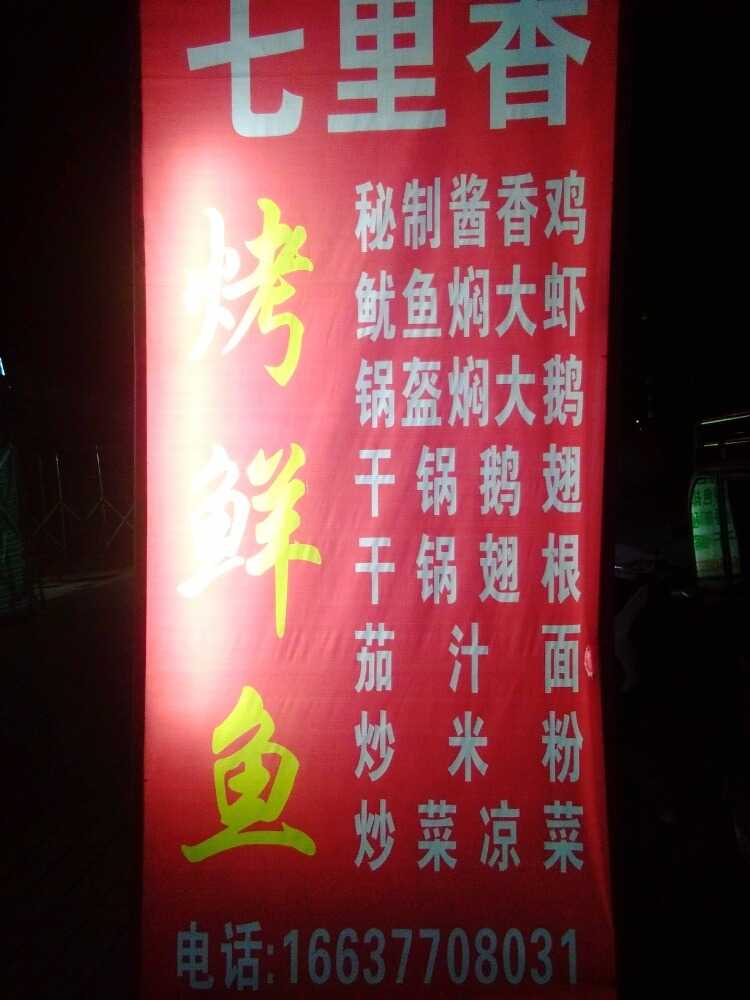 七里香
烤鲜鱼
秘制酱香鸡
鱿鱼焖大虾
锅盔焖大鹅
干锅鹅翅
干锅翅根
茄汁面
炒米粉
炒菜凉菜
电话:16637708031